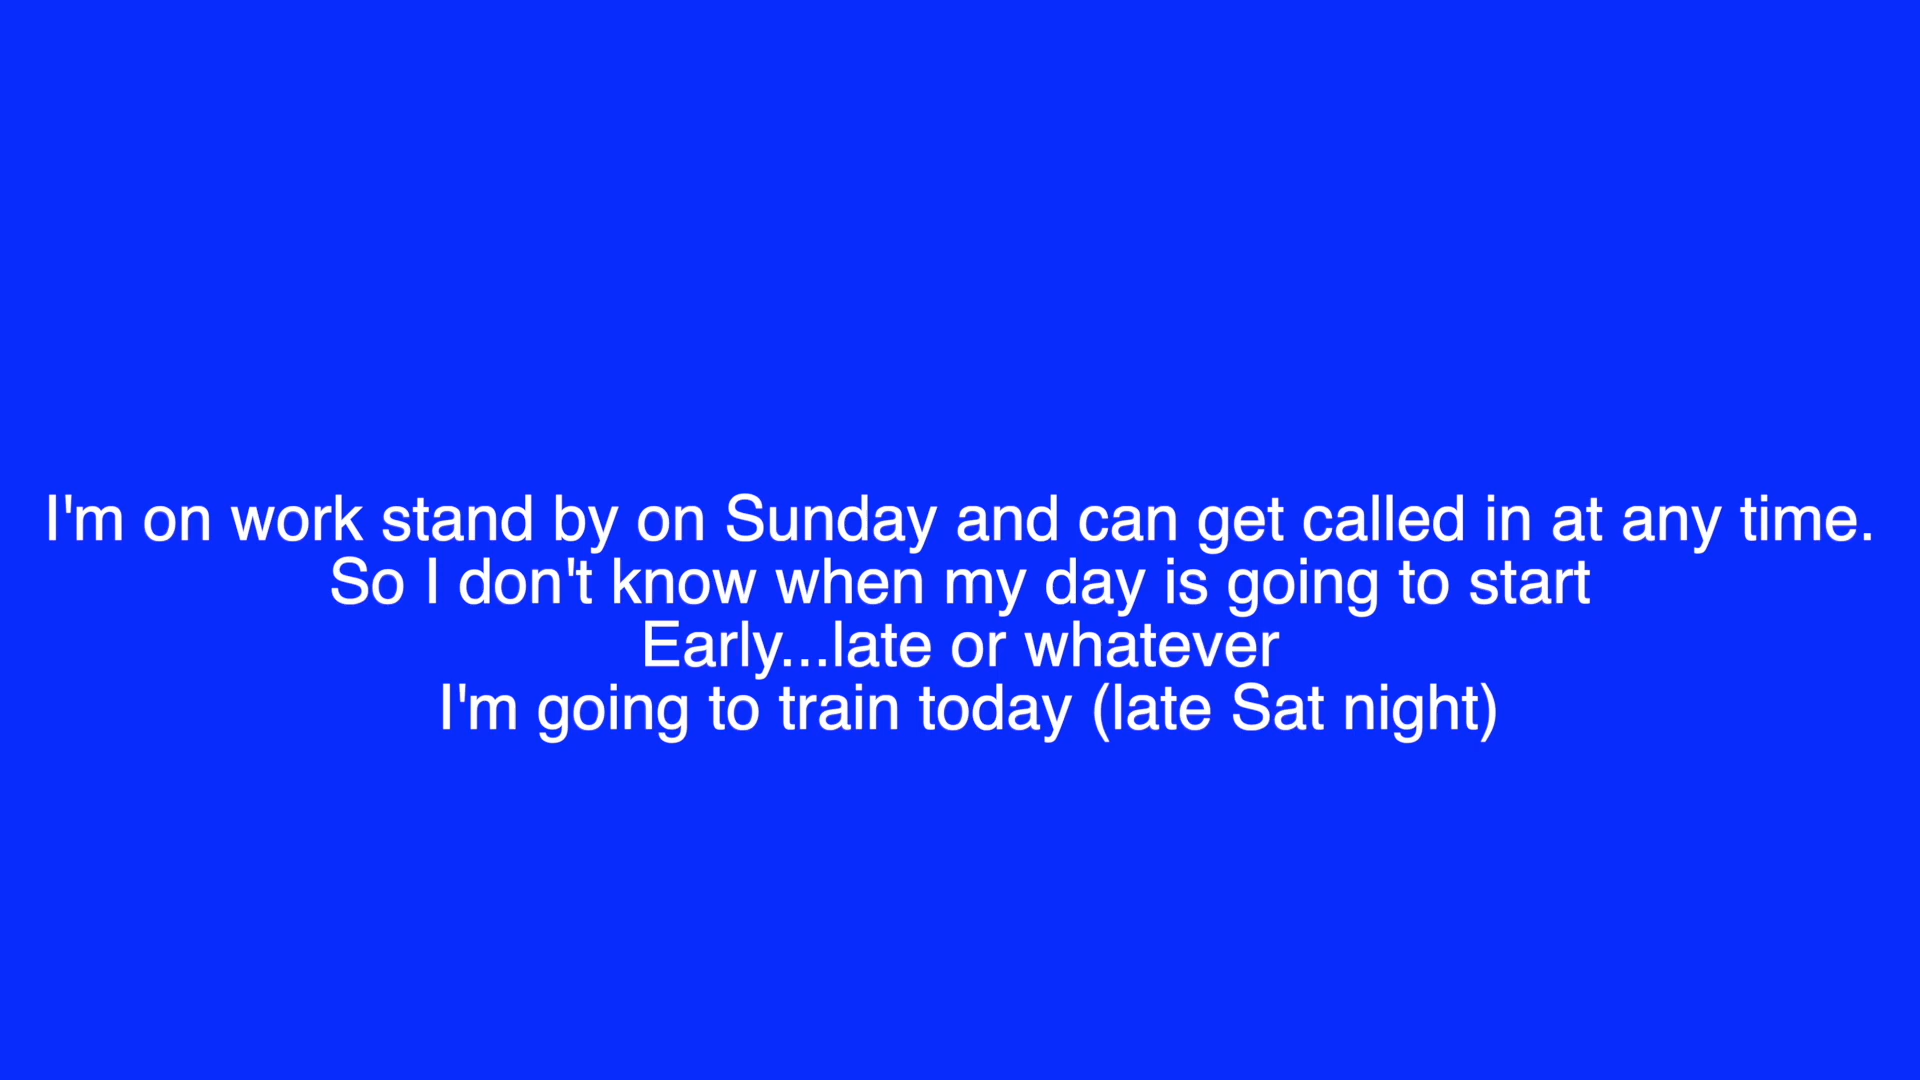 I'm on work stand by on Sunday and can get called in at any time.
So I don't know when my day is going to start
Early...late or whatever
I'm going to train today (late Sat night)